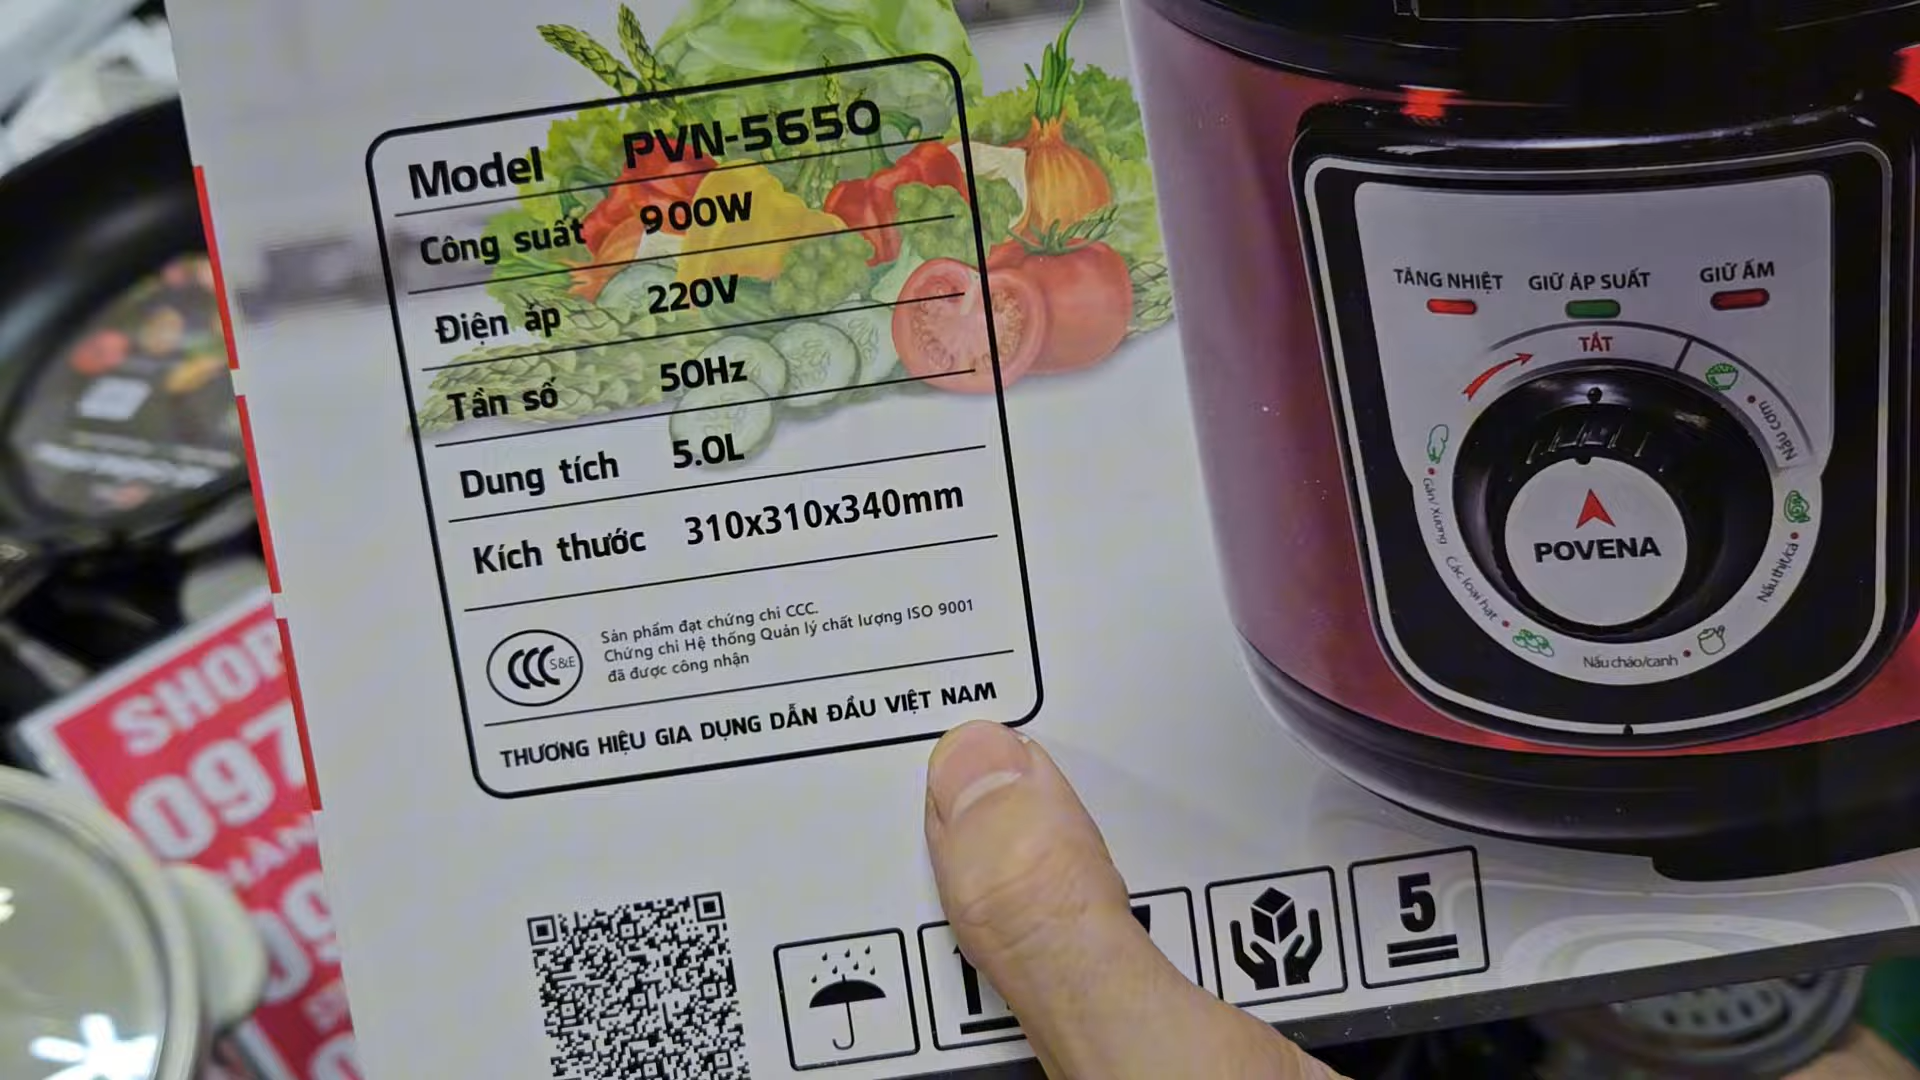 Model PVN-5650
Công suất 900W
Điện áp 220V
Tần số 50Hz
Dung tích 5.0L
Kích thước 310x310x340mm
CCC S&E
Sản phẩm đạt chứng chỉ CCC.
Chứng chỉ Hệ thống Quản lý chất lượng ISO 9001
đã được công nhận
THƯƠNG HIỆU GIA DỤNG DẪN ĐẦU VIỆT NAM
TĂNG NHIỆT GIỮ ÁP SUẤT GIỮ ẤM
TẮT
Nấu cơm
Nấu thịt/cá
Nấu cháo/canh
Các loại hạt
Gân/Xương
POVENA
5
SHOP
097